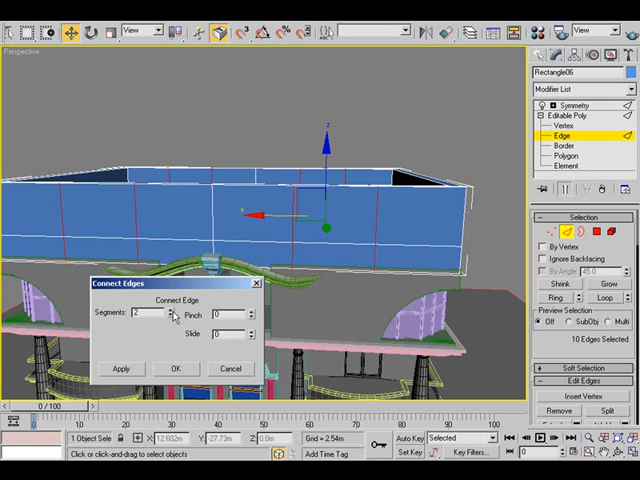 View
View
Perspective
Rectangle06
Modifier List
Symmetry
Editable Poly
Vertex
Edge
Border
Polygon
Element
Selection
By Vertex
Ignore Backfacing
By Angle: 45.0
Shrink
Grow
Ring
Loop
Preview Selection
Off
SubObj
Multi
10 Edges Selected
Soft Selection
Edit Edges
Insert Vertex
Remove
Split
Connect Edges
Connect Edge
Segments: 2
Pinch 0
Slide 0
Apply
OK
Cancel
z
x
0 / 100
0 10 20 30 40 50 60 70 80 90 100
1 Object Sele
X: 12.602m
Y: -27.73m
Z: 0.0m
Grid = 2.54m
Auto Key
Selected
Click or click-and-drag to select objects
Add Time Tag
Set Key
Key Filters...
0